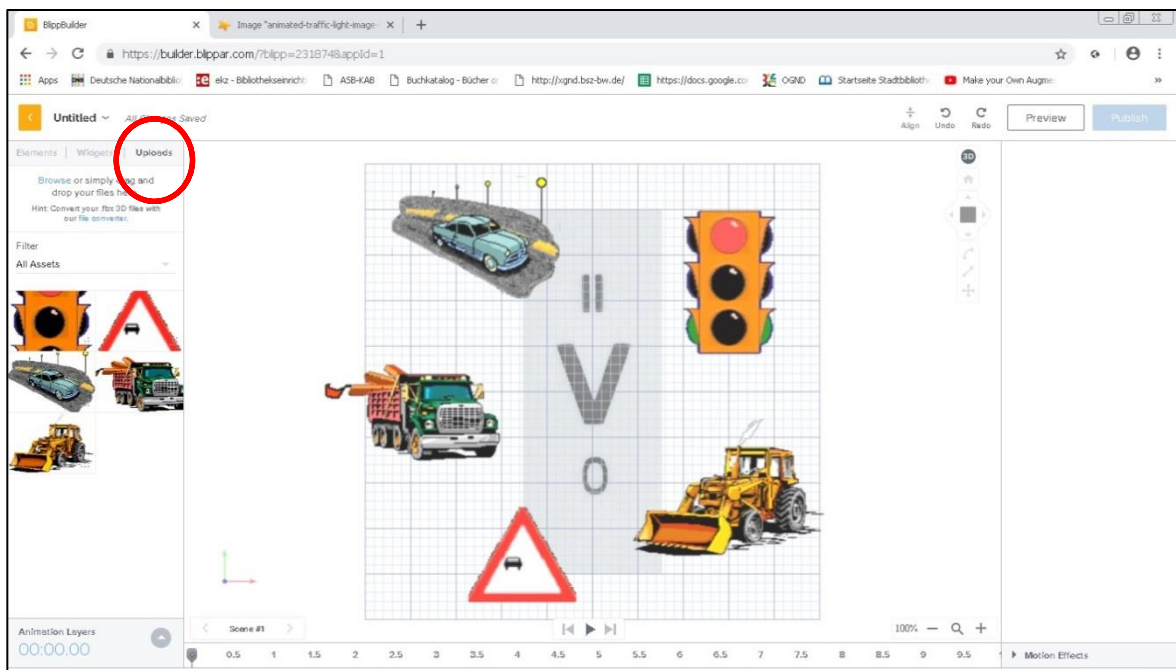 BlippBuilder
Image "animated-traffic-light-image-
https://builder.blippar.com/?blipp=231874&appId=1
Apps
Deutsche Nationalbiblio
ekz - Bibliothekseinricht
ASB-KAB
Buchkatalog - Bücher or
http://xgnd.bsz-bw.de/
https://docs.google.co
OGND
Startseite Stadtbiblioth
Make your Own Augme
»
Untitled
Saved
Align
Undo
Redo
Preview
Publish
Elements | Widgets | Uploads
3D
Browse or simply drag and
drop your files he
Hint: Convert your .fbx 3D files with
our file converter.
Filter
All Assets
=
V
0
Animation Layers
00:00.00
Scene #1
100%
0.5 1 1.5 2 2.5 3 3.5 4 4.5 5 5.5 6 6.5 7 7.5 8 8.5 9 9.5
Motion Effects